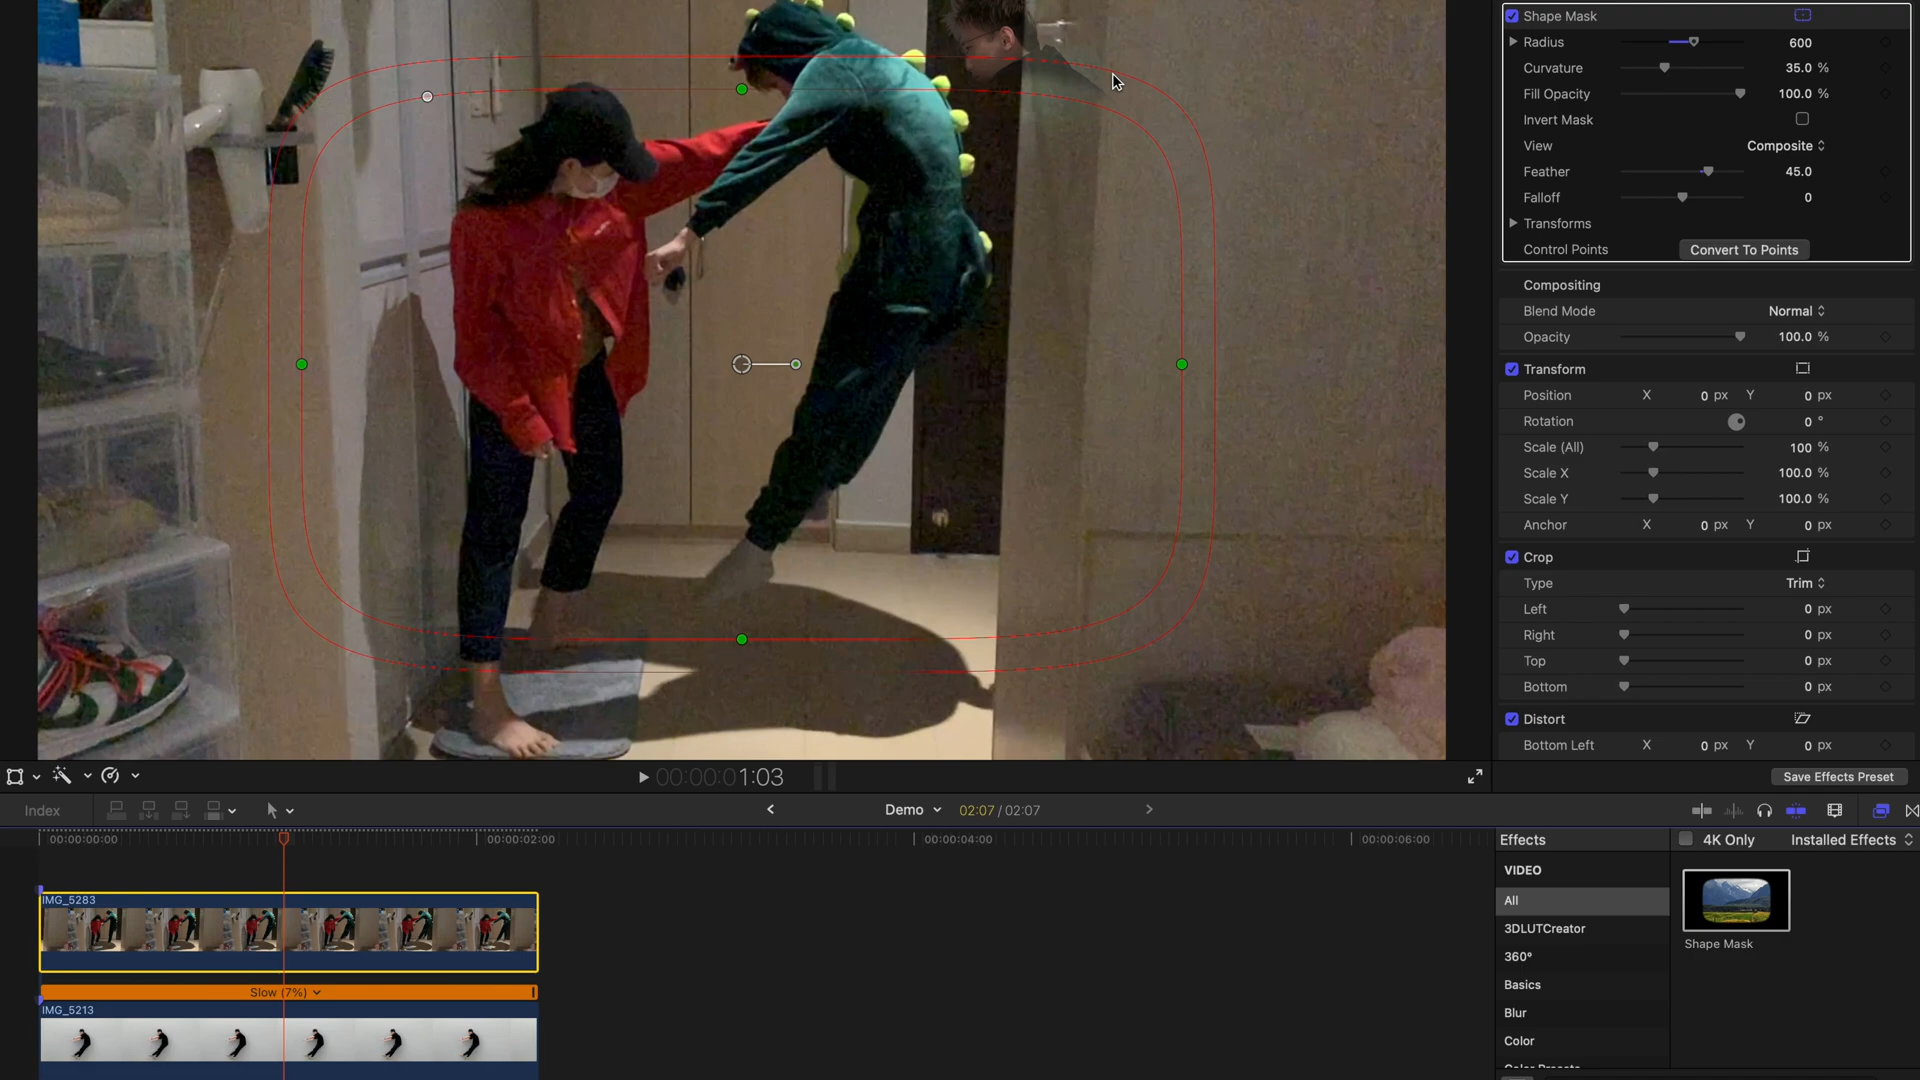 Shape Mask
Radius 600
Curvature 35.0 %
Fill Opacity 100.0 %
Invert Mask
View Composite
Feather 45.0
Falloff 0
Transforms
Control Points Convert To Points
Compositing
Blend Mode Normal
Opacity 100.0 %
Transform
Position X 0 px Y 0 px
Rotation 0 °
Scale (All) 100 %
Scale X 100.0 %
Scale Y 100.0 %
Anchor X 0 px Y 0 px
Crop
Type Trim
Left 0 px
Right 0 px
Top 0 px
Bottom 0 px
Distort
Bottom Left X 0 px Y 0 px
00:00:01:03
Save Effects Preset
Index
Demo 02:07 / 02:07
00:00:00:00 00:00:02:00 00:00:04:00 00:00:06:00
Effects
4K Only Installed Effects
VIDEO
All
3DLUTCreator
360°
Basics
Blur
Color
Shape Mask
IMG_5283
Slow (7%)
IMG_5213